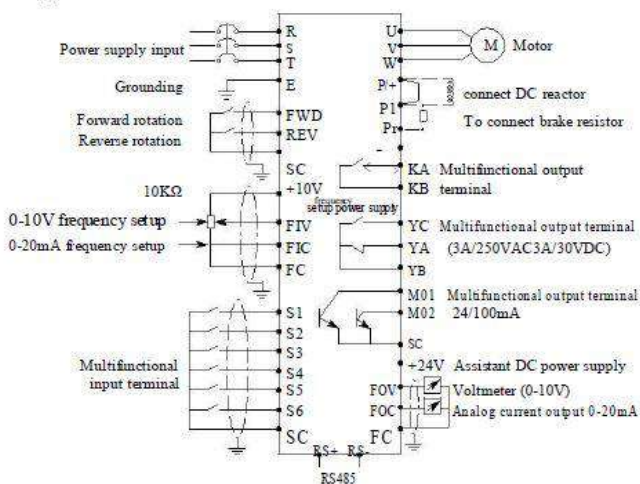 R
Power supply input
S
T
Grounding
E
Forward rotation
FWD
Reverse rotation
REV
SC
10KΩ
+10V
0-10V frequency setup
FIV
0-20mA frequency setup
FIC
FC
S1
S2
S3
Multifunctional
input terminal
S4
S5
S6
SC
RS+ RS-
RS485
U
V
W
M Motor
P/+
connect DC reactor
P1
To connect brake resistor
Pr
-
KA Multifunctional output
KB terminal
frequency
setup power supply
YC Multifunctional output terminal
YA (3A/250VAC3A/30VDC)
YB
M01 Multifunctional output terminal
M02 24/100mA
SC
+24V Assistant DC power supply
FOV Voltmeter (0-10V)
FOC Analog current output 0-20mA
FC